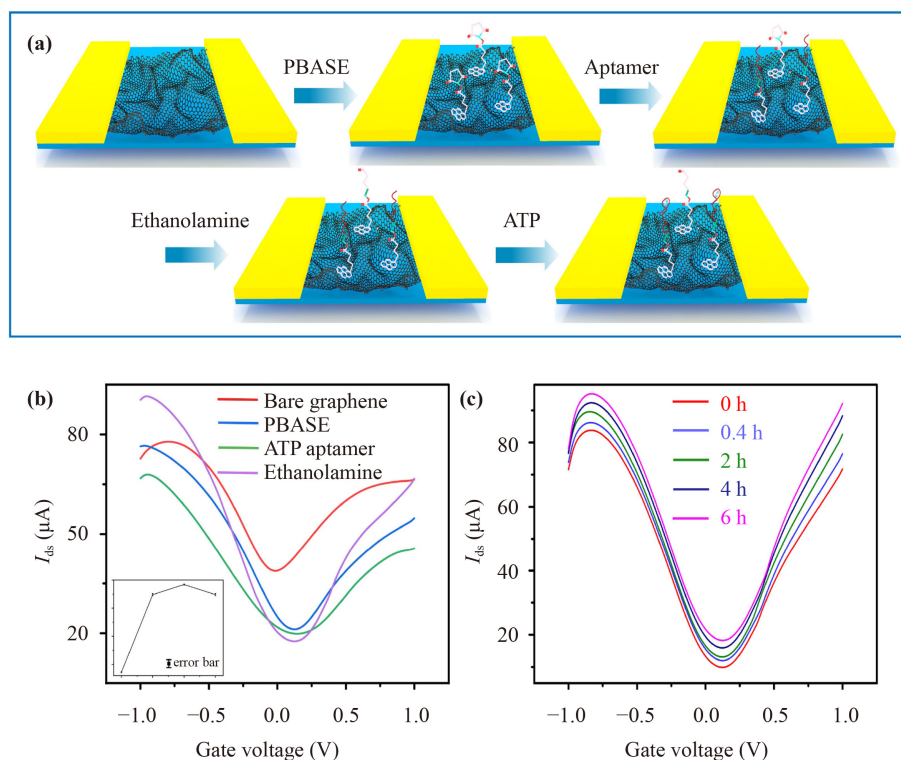 (a)
PBASE
Aptamer
Ethanolamine
ATP
(b)
Bare graphene
PBASE
ATP aptamer
Ethanolamine
80
50
20
Ids (μA)
error bar
−1.0 −0.5 0.0 0.5 1.0
Gate voltage (V)
(c)
0 h
0.4 h
2 h
4 h
6 h
80
60
40
20
Ids (μA)
−1.0 −0.5 0.0 0.5 1.0
Gate voltage (V)